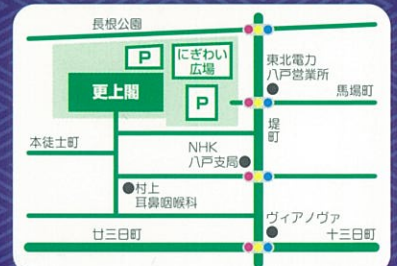 長根公園
P
にぎわい
広場
更上閣
P
東北電力
八戸営業所
馬場町
堤町
本徒士町
NHK
八戸支局
村上
耳鼻咽喉科
ヴィアノヴァ
廿三日町
十三日町